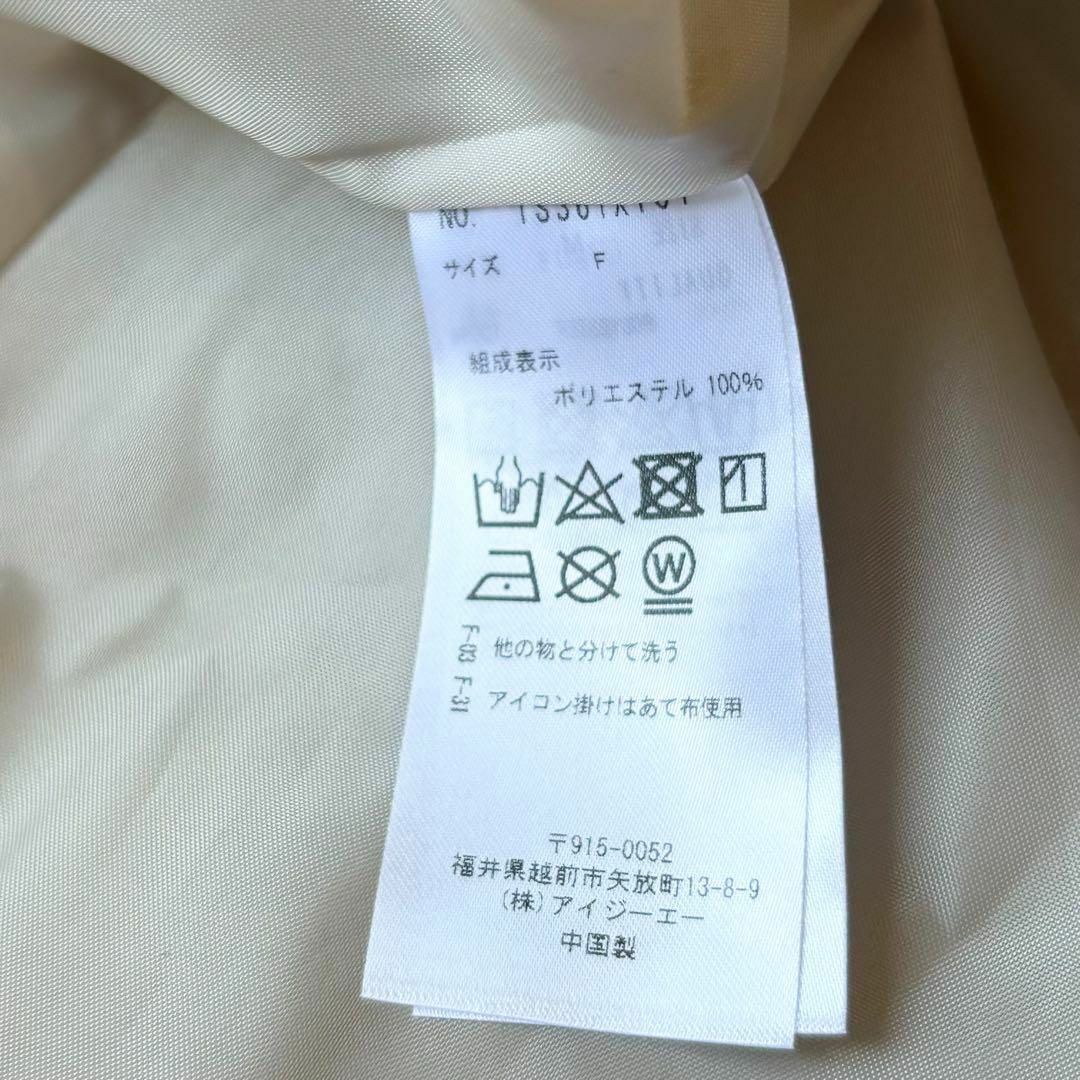 NO.
サイズ F
組成表示
ポリエステル 100%
W
F-03 他の物と分けて洗う
F-31 アイコン掛けはあて布使用
〒915-0052
福井県越前市矢放町13-8-9
(株)アイジーエー
中国製